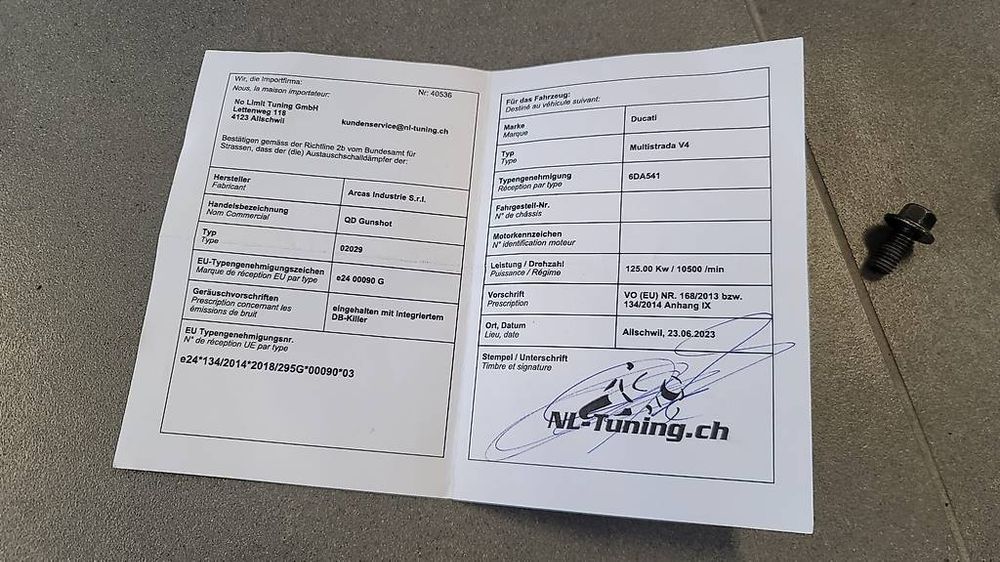 Wir, die Importfirma:
Nous, la maison importateur:
Nr: 40536
No Limit Tuning GmbH
Lettenweg 118
4123 Allschwil
kundenservice@nl-tuning.ch
Bestätigen gemäss der Richtline 2b vom Bundesamt für
Strassen, dass der (die) Austauschschalldämpfer der:
Hersteller
Fabricant
Arcas Industrie S.r.l.
Handelsbezeichnung
Nom Commercial
QD Gunshot
Typ
Type
02029
EU-Typengenehmigungszeichen
Marque de réception EU par type
e24 00090 G
Geräuschvorschriften
Prescription concernant les
émissions de bruit
eingehalten mit integriertem
DB-Killer
EU Typengenehmigungsnr.
N° de réception UE par type
e24*134/2014*2018/295G*00090*03
Für das Fahrzeug:
Destiné au véhicule suivant:
Marke
Marque
Ducati
Typ
Type
Multistrada V4
Typengenehmigung
Réception par type
6DA541
Fahrgestell-Nr.
N° de châssis
Motorkennzeichen
N° identification moteur
Leistung / Drehzahl
Puissance / Régime
125.00 Kw / 10500 /min
Vorschrift
Prescription
VO (EU) NR. 168/2013 bzw.
134/2014 Anhang IX
Ort, Datum
Lieu, date
Allschwil, 23.06.2023
Stempel / Unterschrift
Timbre et signature
NL-Tuning.ch